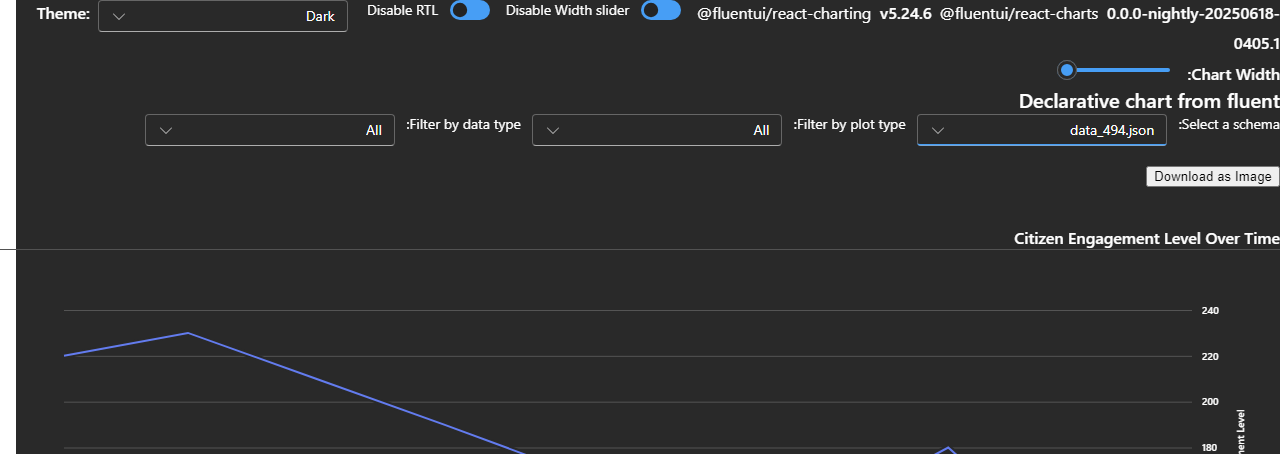 Theme: Dark Disable RTL Disable Width slider @fluentui/react-charting v5.24.6 @fluentui/react-charts 0.0.0-nightly-20250618-
0405.1
:Chart Width
Declarative chart from fluent
:Select a schema data_494.json :Filter by plot type All :Filter by data type All
Download as Image
Citizen Engagement Level Over Time
240
220
200
180
Level